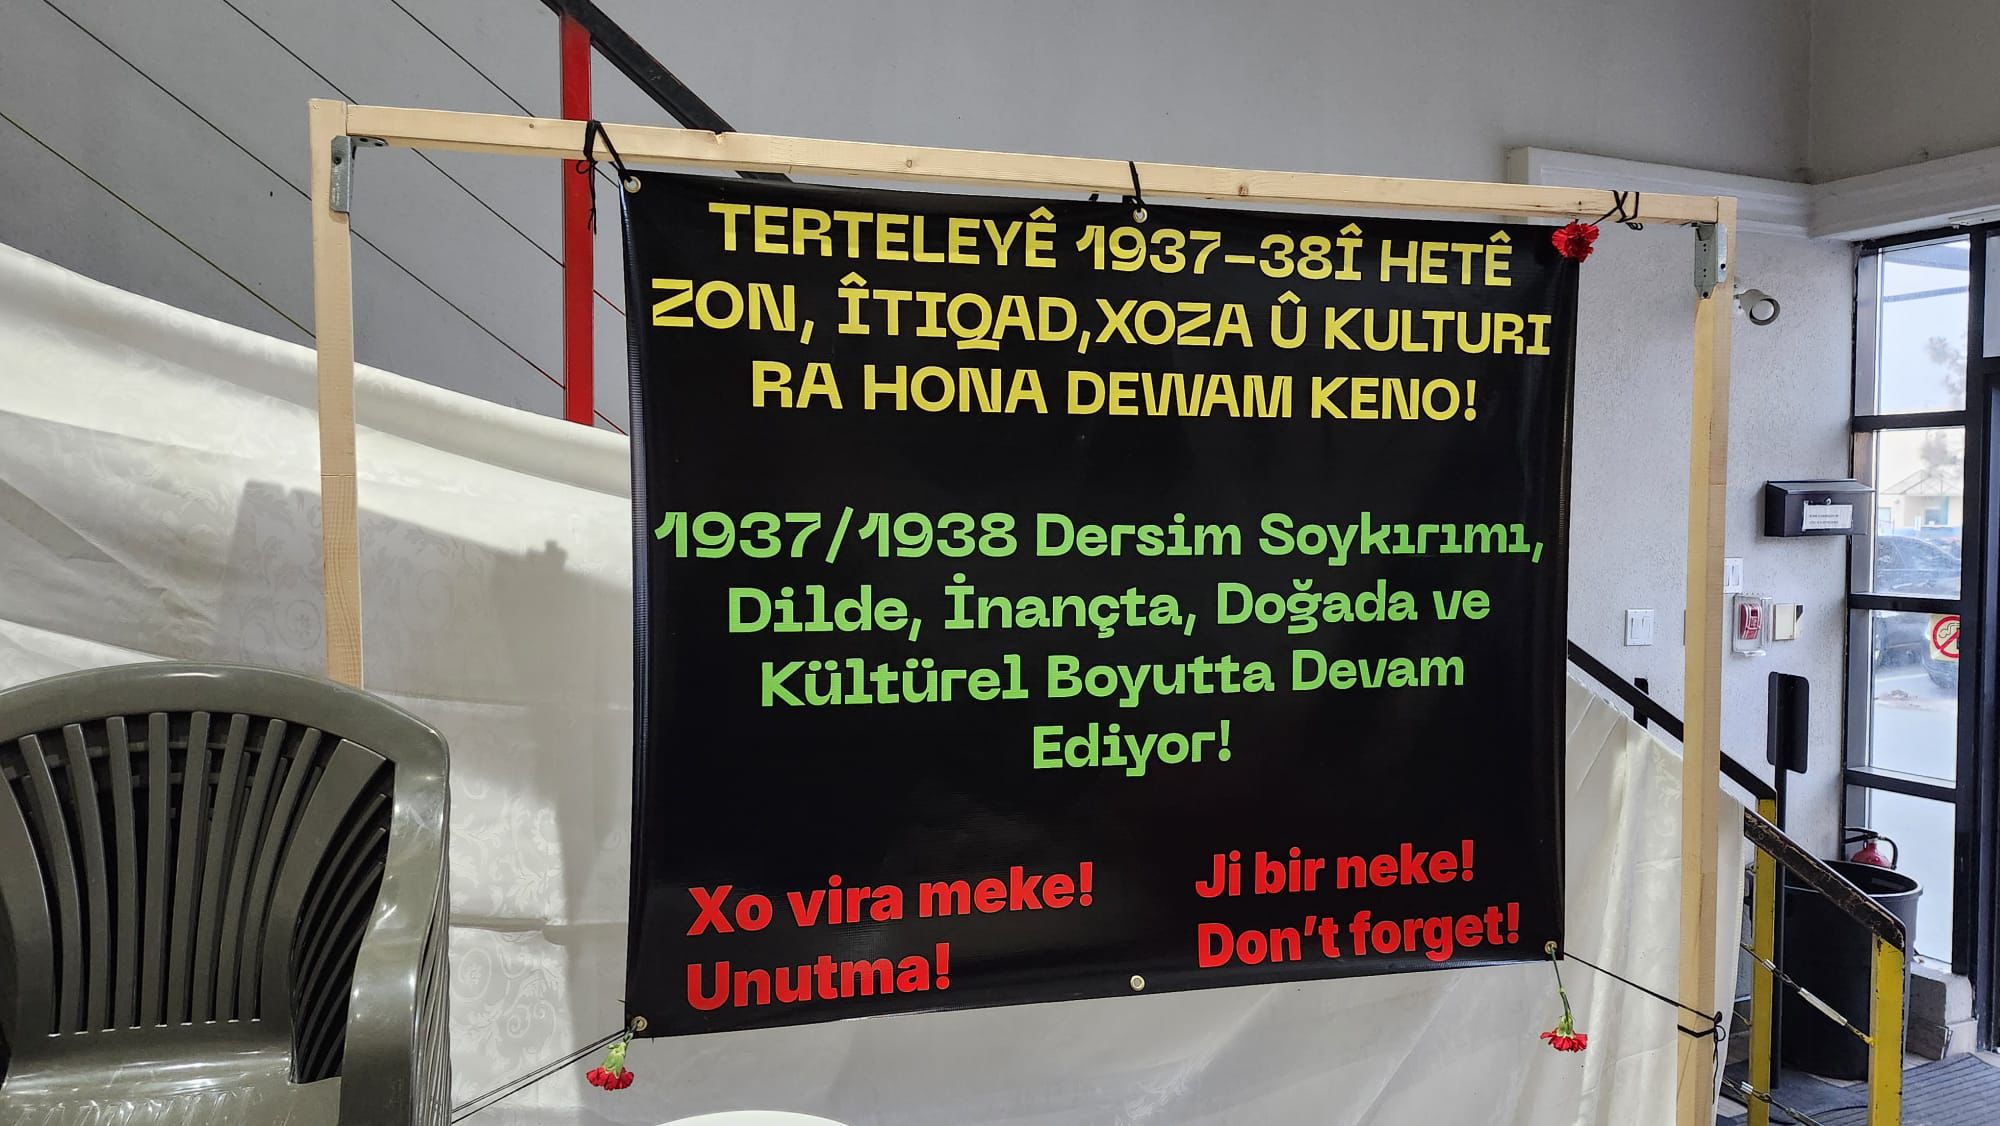 TERTELEYÊ 1937-38Î HETÊ
ZON, ÎTIQAD,XOZA Û KULTURI
RA HONA DEWAM KENO!
1937/1938 Dersim Soykırımı,
Dilde, İnançta, Doğada ve
Kültürel Boyutta Devam
Ediyor!
Xo vira meke!
Unutma!
Ji bir neke!
Don't forget!